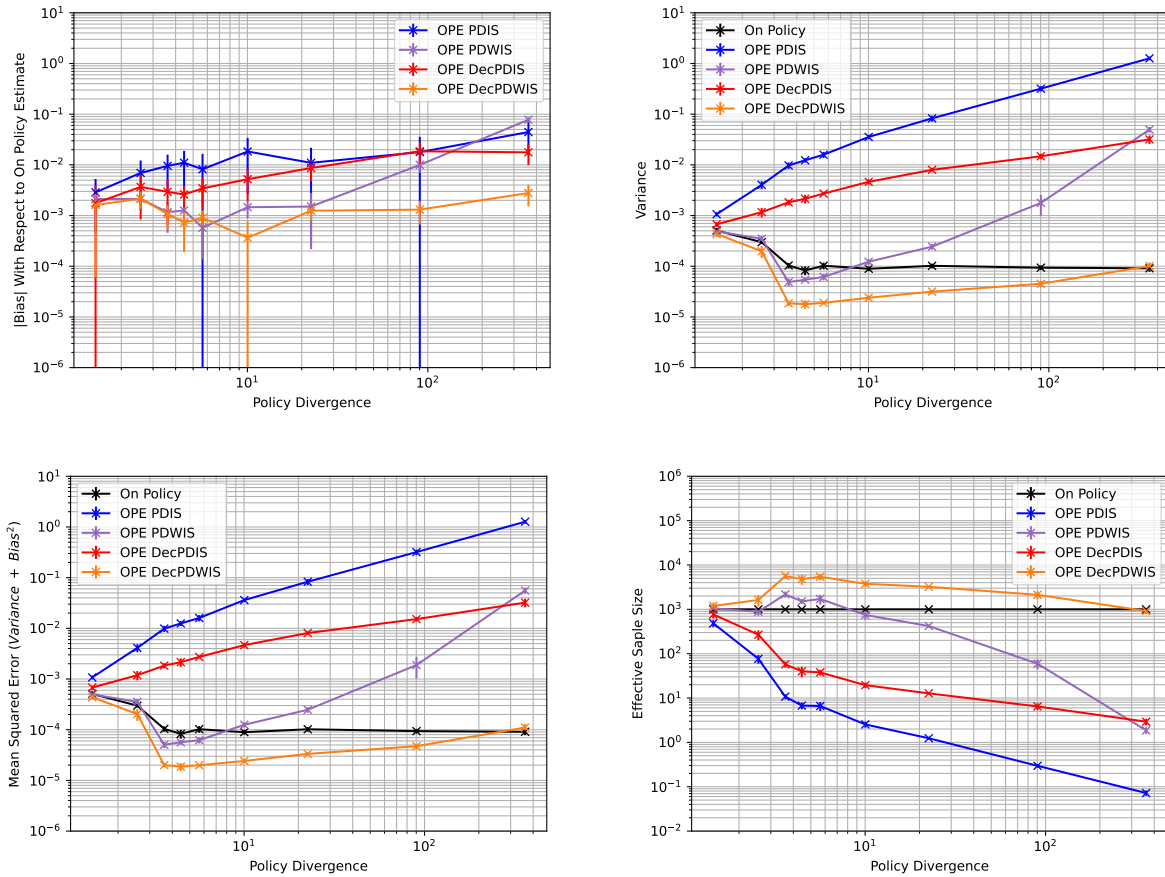 |Bias| With Respect to On Policy Estimate
10^1
10^0
10^-1
10^-2
10^-3
10^-4
10^-5
10^-6
OPE PDIS
OPE PDWIS
OPE DecPDIS
OPE DecPDWIS
10^1
10^2
Policy Divergence
Variance
10^1
10^0
10^-1
10^-2
10^-3
10^-4
10^-5
10^-6
On Policy
OPE PDIS
OPE PDWIS
OPE DecPDIS
OPE DecPDWIS
10^1
10^2
Policy Divergence
Mean Squared Error (Variance + Bias^2)
10^1
10^0
10^-1
10^-2
10^-3
10^-4
10^-5
10^-6
On Policy
OPE PDIS
OPE PDWIS
OPE DecPDIS
OPE DecPDWIS
10^1
10^2
Policy Divergence
Effective Saple Size
10^6
10^5
10^4
10^3
10^2
10^1
10^0
10^-1
10^-2
On Policy
OPE PDIS
OPE PDWIS
OPE DecPDIS
OPE DecPDWIS
10^1
10^2
Policy Divergence